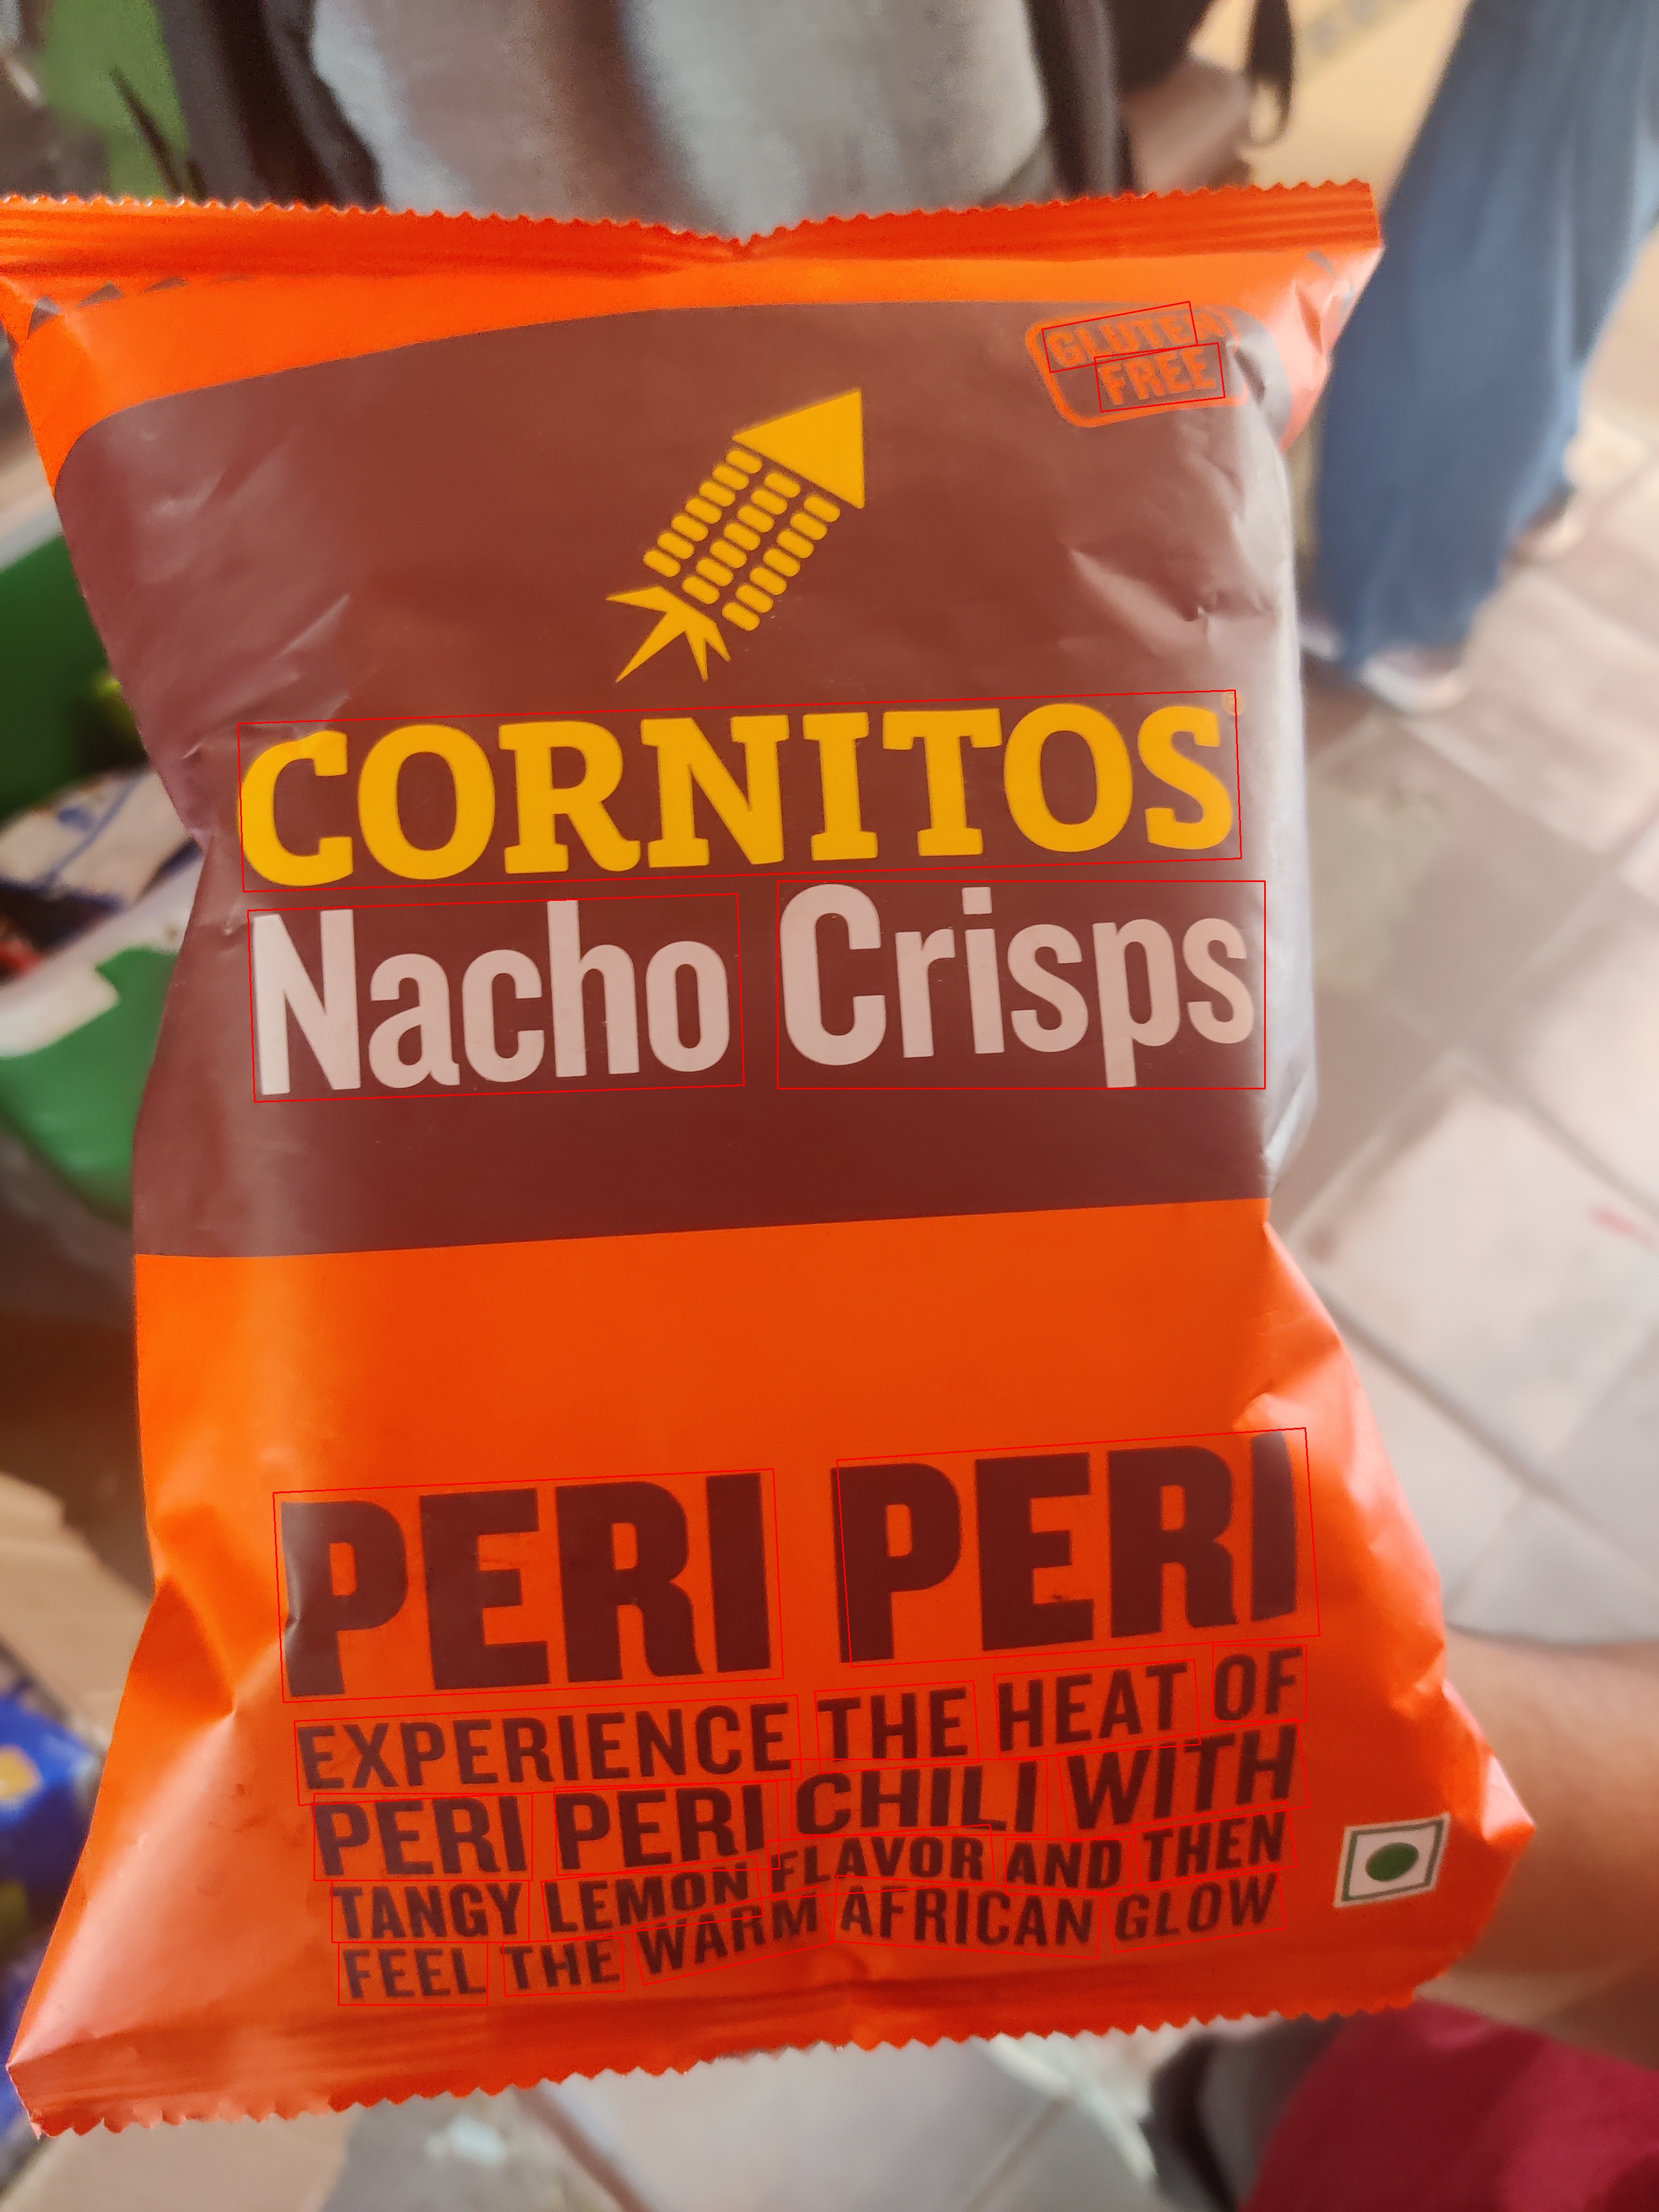 GLUTEN
FREE
CORNITOS®
Nacho Crisps
PERI PERI
EXPERIENCE THE HEAT OF
PERI PERI CHILI WITH
TANGY LEMON FLAVOR AND THEN
FEEL THE WARM AFRICAN GLOW